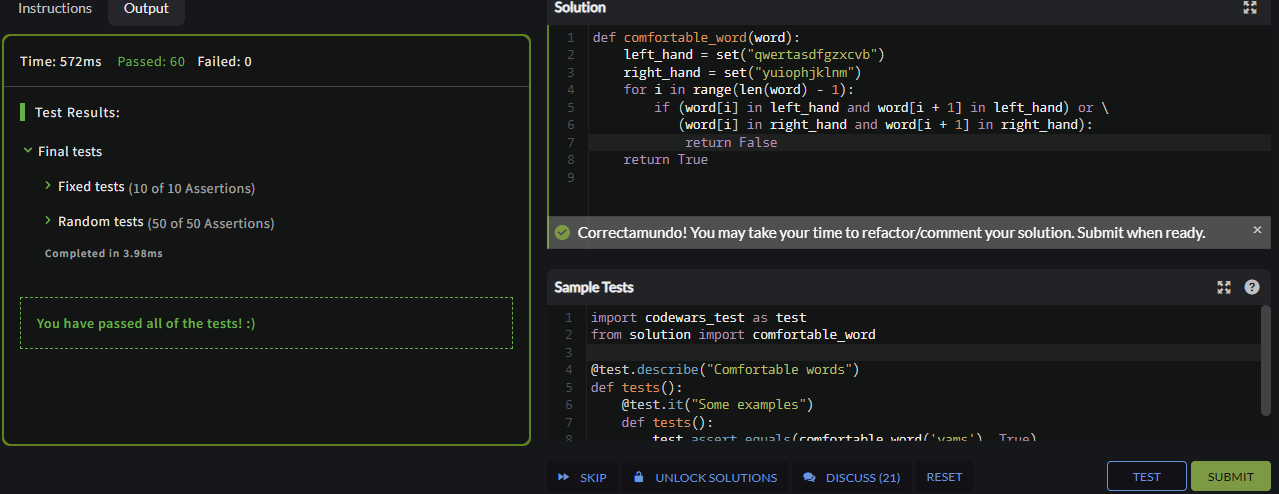 Instructions
Output
Time: 572ms Passed: 60 Failed: 0
Test Results:
Final tests
Fixed tests (10 of 10 Assertions)
Random tests (50 of 50 Assertions)
Completed in 3.98ms
You have passed all of the tests! :)
Solution
1 def comfortable_word(word):
2     left_hand = set("qwertasdfgzxcvb")
3     right_hand = set("yuiophjklnm")
4     for i in range(len(word) - 1):
5         if (word[i] in left_hand and word[i + 1] in left_hand) or \
6            (word[i] in right_hand and word[i + 1] in right_hand):
7             return False
8     return True
9
Correctamundo! You may take your time to refactor/comment your solution. Submit when ready.
Sample Tests
1 import codewars_test as test
2 from solution import comfortable_word
3
4 @test.describe("Comfortable words")
5 def tests():
6     @test.it("Some examples")
7     def tests():
8         test.assert_equals(comfortable_word('yams'), True)
SKIP
UNLOCK SOLUTIONS
DISCUSS (21)
RESET
TEST
SUBMIT